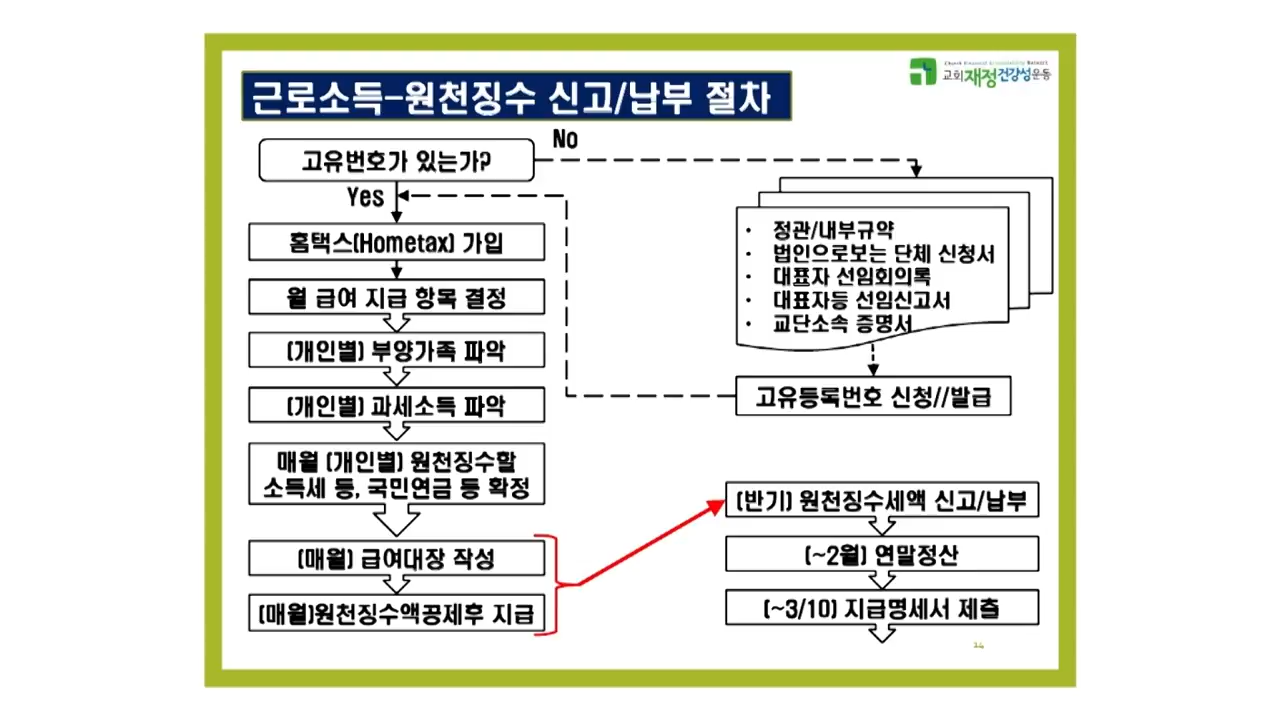 Church Financial Accountability Network
교회재정건강성운동
근로소득-원천징수 신고/납부 절차
고유번호가 있는가?
No
Yes
홈택스(Hometax) 가입
월 급여 지급 항목 결정
(개인별) 부양가족 파악
(개인별) 과세소득 파악
매월 (개인별) 원천징수할
소득세 등, 국민연금 등 확정
(매월) 급여대장 작성
(매월)원천징수액공제후 지급
• 정관/내부규약
• 법인으로보는 단체 신청서
• 대표자 선임회의록
• 대표자등 선임신고서
• 교단소속 증명서
고유등록번호 신청//발급
(반기) 원천징수세액 신고/납부
(~2월) 연말정산
(~3/10) 지급명세서 제출
14